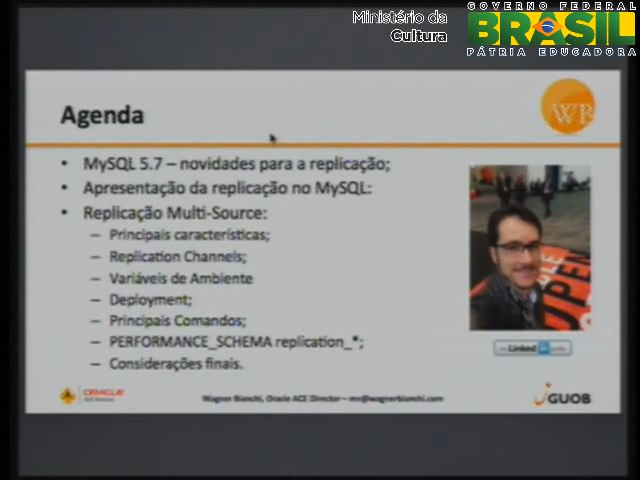 Ministério da
Cultura
GOVERNO FEDERAL
BRASIL
PÁTRIA EDUCADORA
Agenda
WB
• MySQL 5.7 – novidades para a replicação;
• Apresentação da replicação no MySQL:
• Replicação Multi-Source:
– Principais características;
– Replication Channels;
– Variáveis de Ambiente
– Deployment;
– Principais Comandos;
– PERFORMANCE_SCHEMA replication_*;
– Considerações finais.
OPEN
Linked in
ORACLE
Wagner Bianchi, Oracle ACE Director – me@wagnerbianchi.com
GUOB